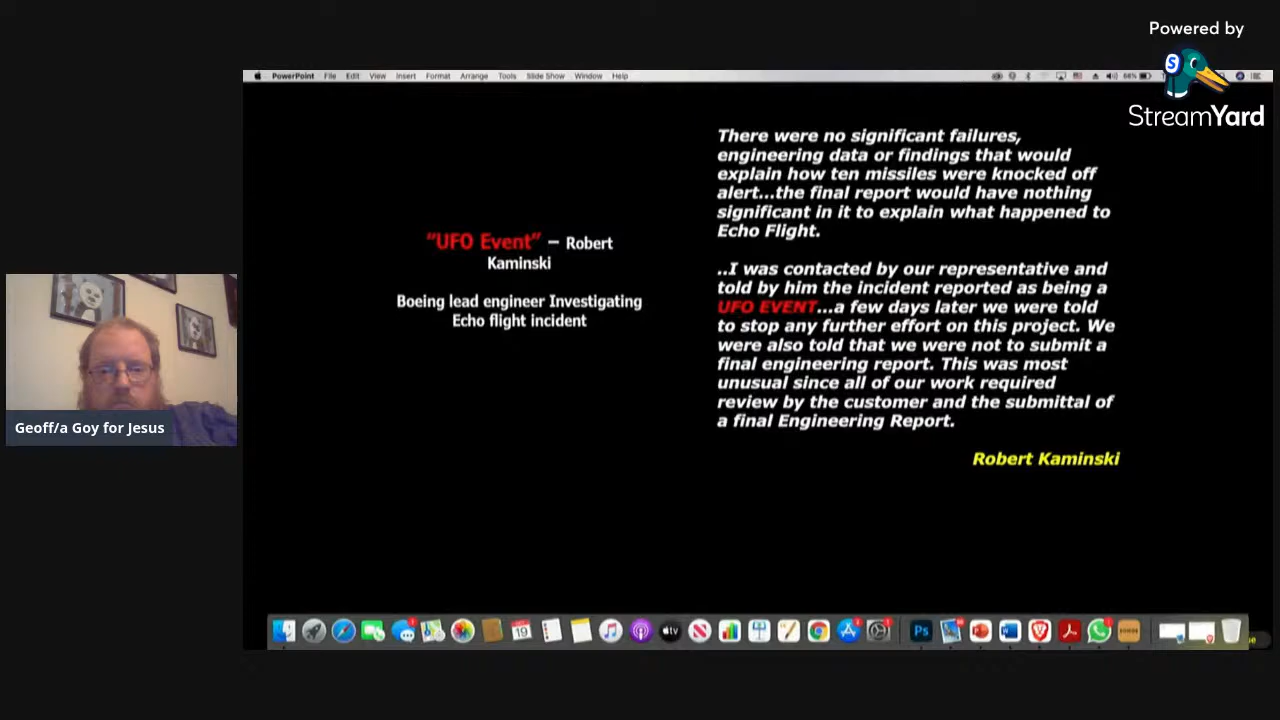 Powered by
StreamYard
PowerPoint File Edit View Insert Format Arrange Tools Slide Show Window Help
"UFO Event" – Robert
Kaminski
Boeing lead engineer Investigating
Echo flight incident
There were no significant failures,
engineering data or findings that would
explain how ten missiles were knocked off
alert...the final report would have nothing
significant in it to explain what happened to
Echo Flight.
..I was contacted by our representative and
told by him the incident reported as being a
UFO EVENT...a few days later we were told
to stop any further effort on this project. We
were also told that we were not to submit a
final engineering report. This was most
unusual since all of our work required
review by the customer and the submittal of
a final Engineering Report.
Robert Kaminski
Geoff/a Goy for Jesus
19
tv
Ps